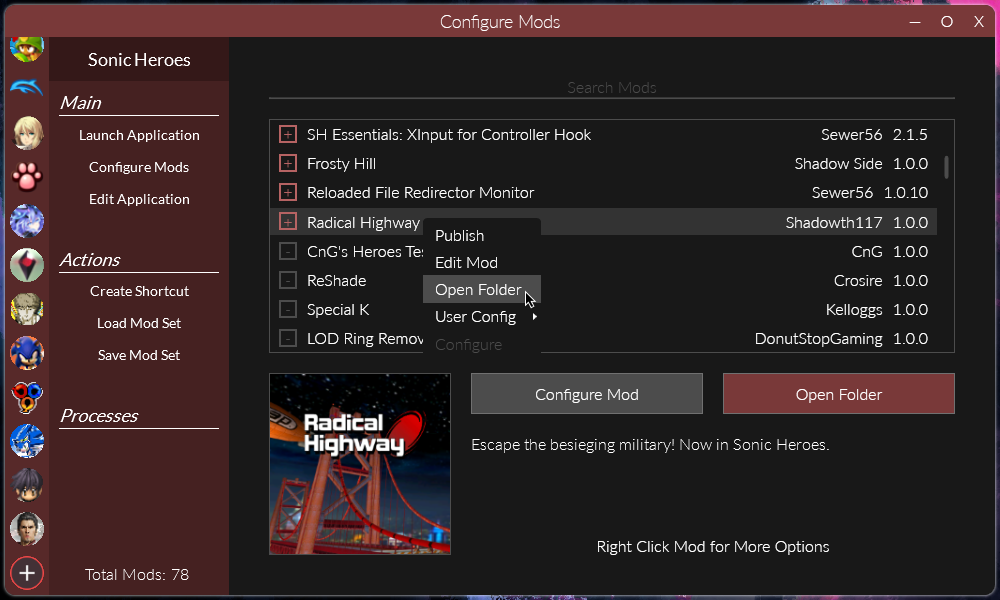 Configure Mods
Sonic Heroes
Main
Launch Application
Configure Mods
Edit Application
Actions
Create Shortcut
Load Mod Set
Save Mod Set
Processes
Total Mods: 78
Search Mods
SH Essentials: XInput for Controller Hook Sewer56 2.1.5
Frosty Hill Shadow Side 1.0.0
Reloaded File Redirector Monitor Sewer56 1.0.10
Radical Highway Shadowth117 1.0.0
CnG's Heroes Tes CnG 1.0.0
ReShade Crosire 1.0.0
Special K Kelloggs 1.0.0
LOD Ring Remov DonutStopGaming 1.0.0
Publish
Edit Mod
Open Folder
User Config
Configure
Radical
Highway
Configure Mod
Open Folder
Escape the besieging military! Now in Sonic Heroes.
Right Click Mod for More Options